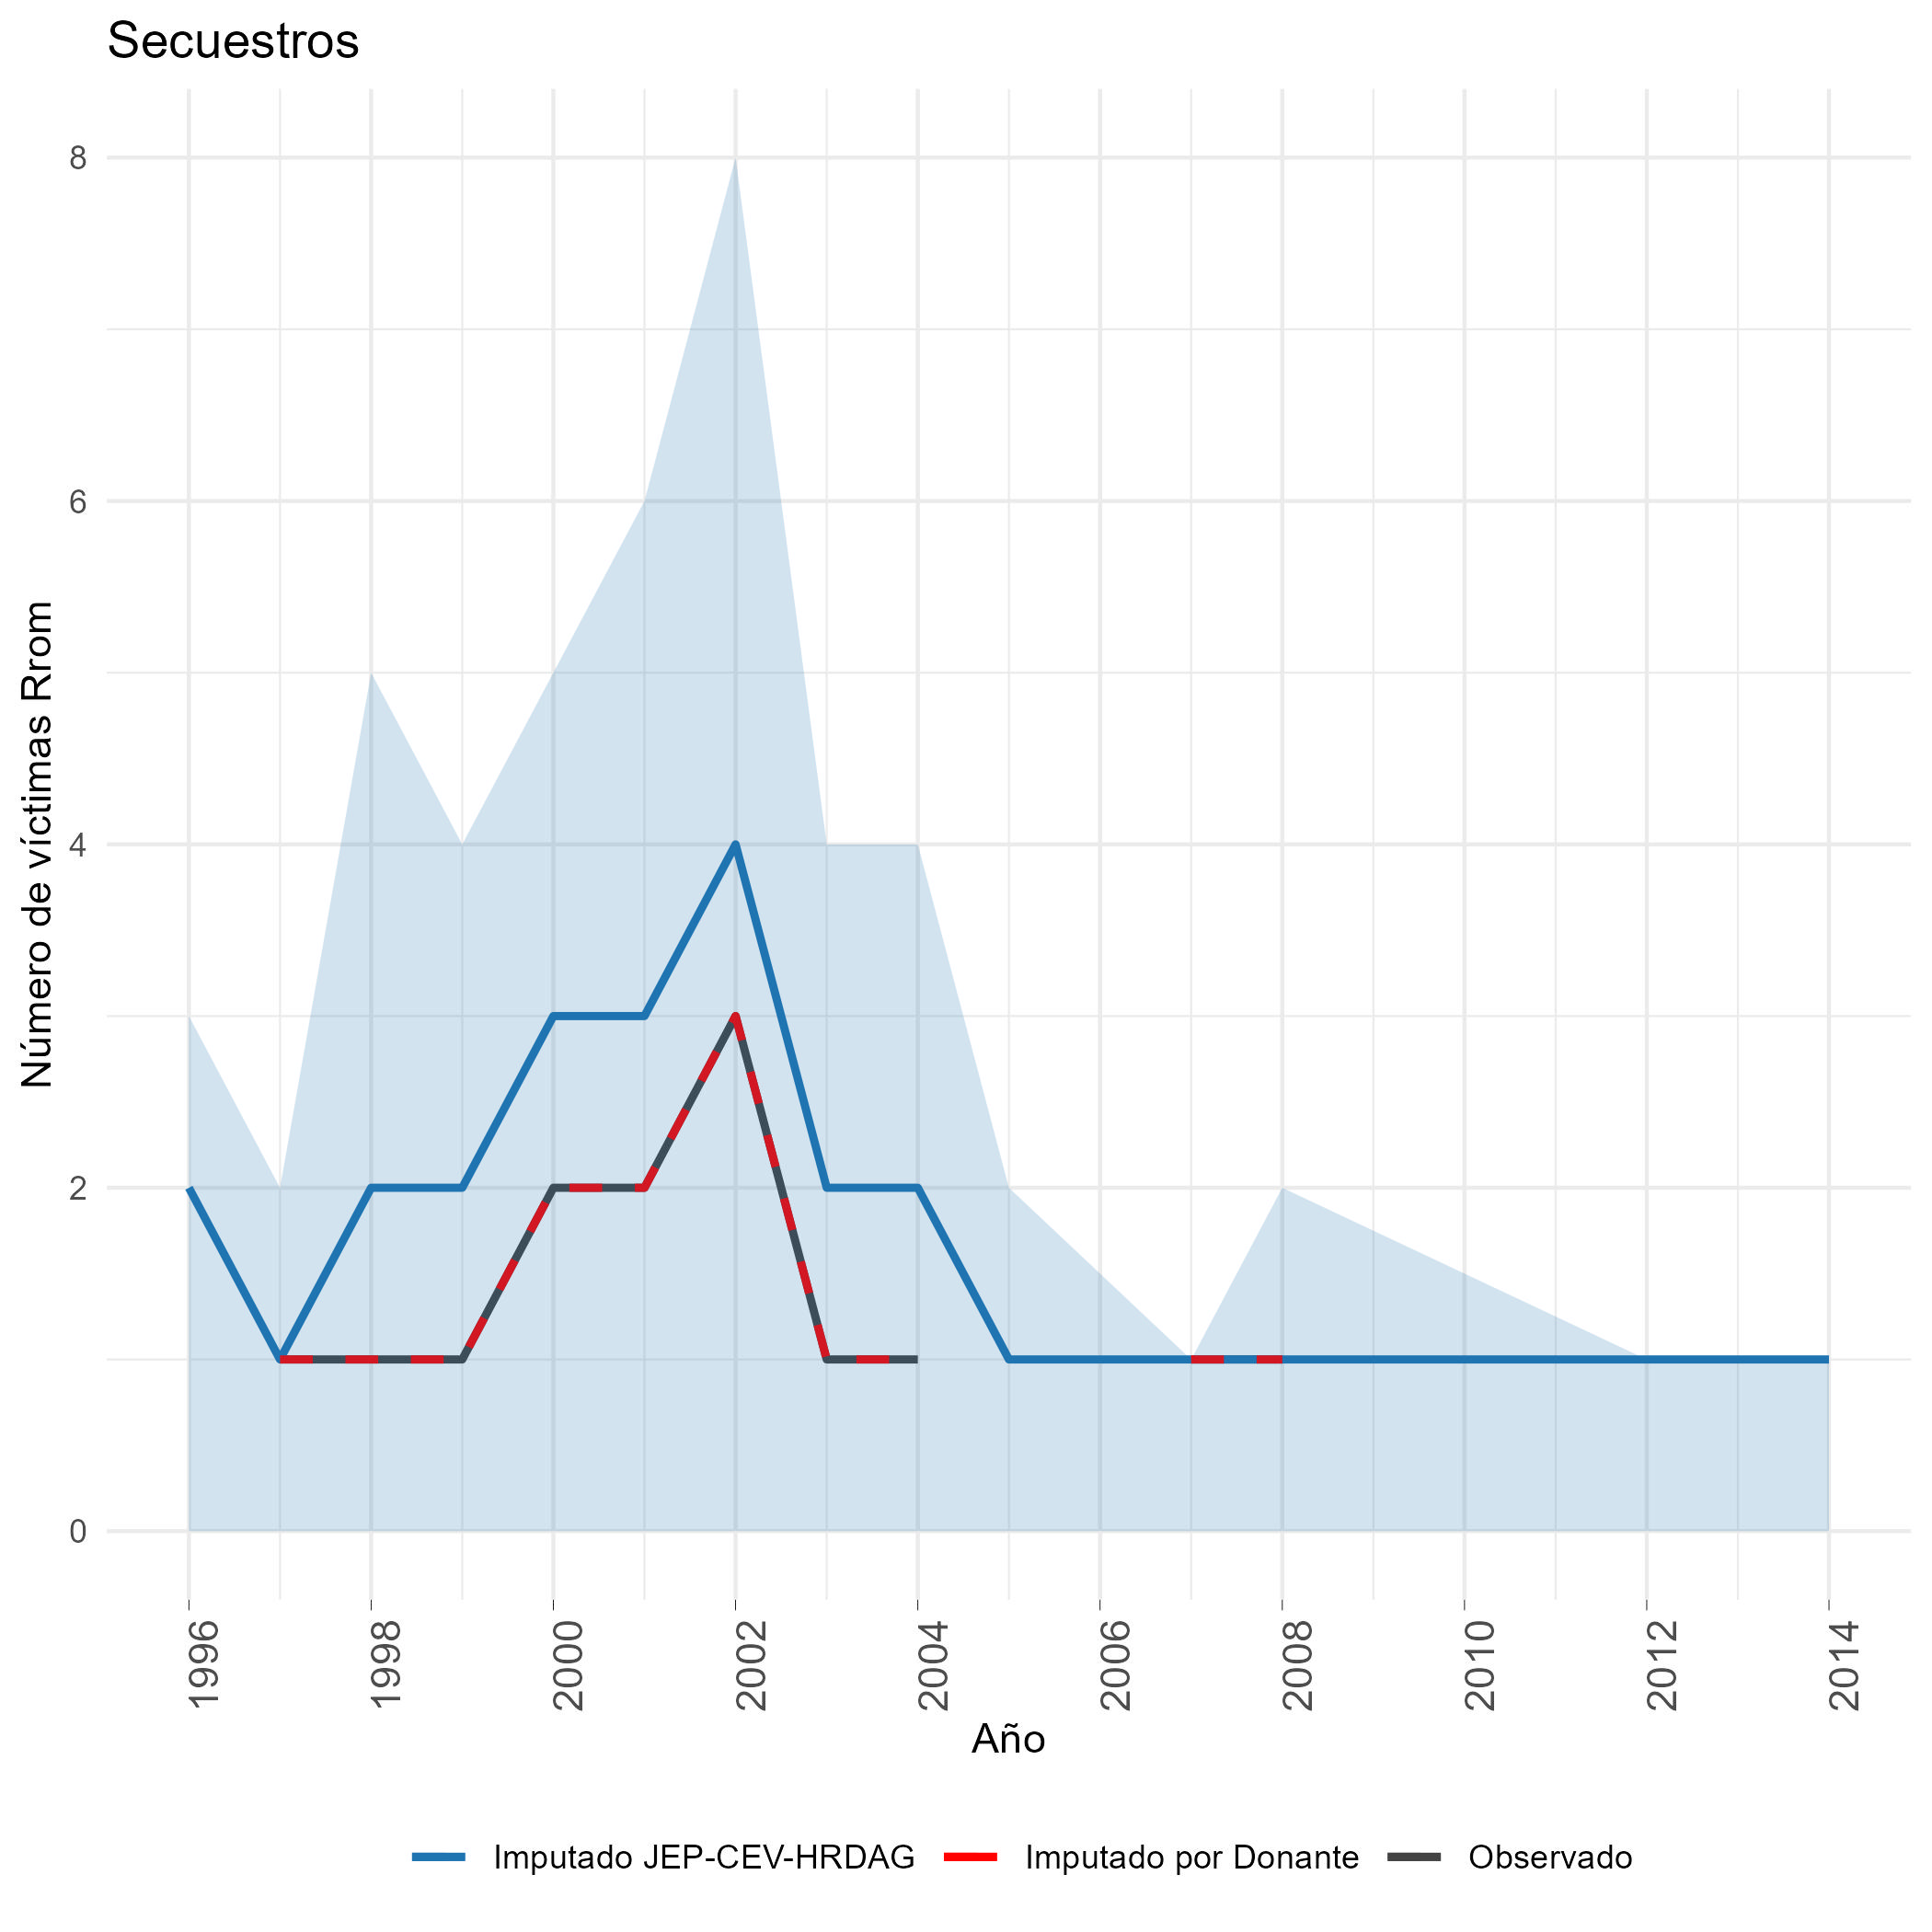 Secuestros
Número de víctimas Rrom
8
6
4
2
0
1996
1998
2000
2002
2004
2006
2008
2010
2012
2014
Año
Imputado JEP-CEV-HRDAG
Imputado por Donante
Observado